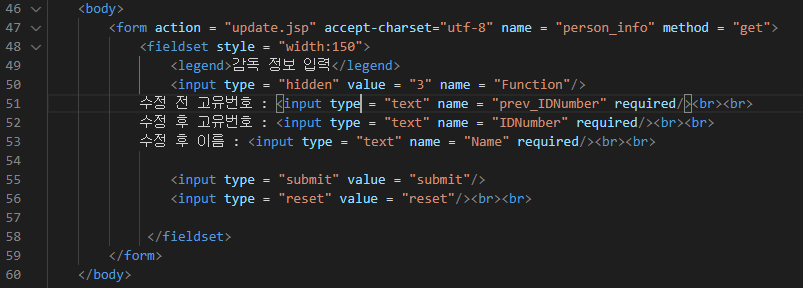 46 <body>
47 <form action = "update.jsp" accept-charset="utf-8" name = "person_info" method = "get">
48 <fieldset style = "width:150">
49 <legend>감독 정보 입력</legend>
50 <input type = "hidden" value = "3" name = "Function"/>
51 수정 전 고유번호 : <input type = "text" name = "prev_IDNumber" required/><br><br>
52 수정 후 고유번호 : <input type = "text" name = "IDNumber" required/><br><br>
53 수정 후 이름 : <input type = "text" name = "Name" required/><br><br>
54
55 <input type = "submit" value = "submit"/>
56 <input type = "reset" value = "reset"/><br><br>
57
58 </fieldset>
59 </form>
60 </body>